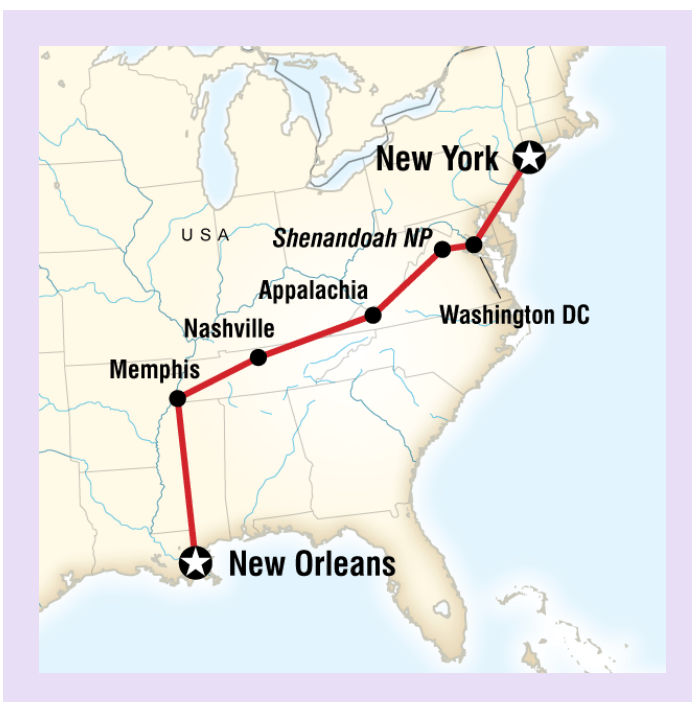 New York
USA
Shenandoah NP
Appalachia
Washington DC
Nashville
Memphis
New Orleans